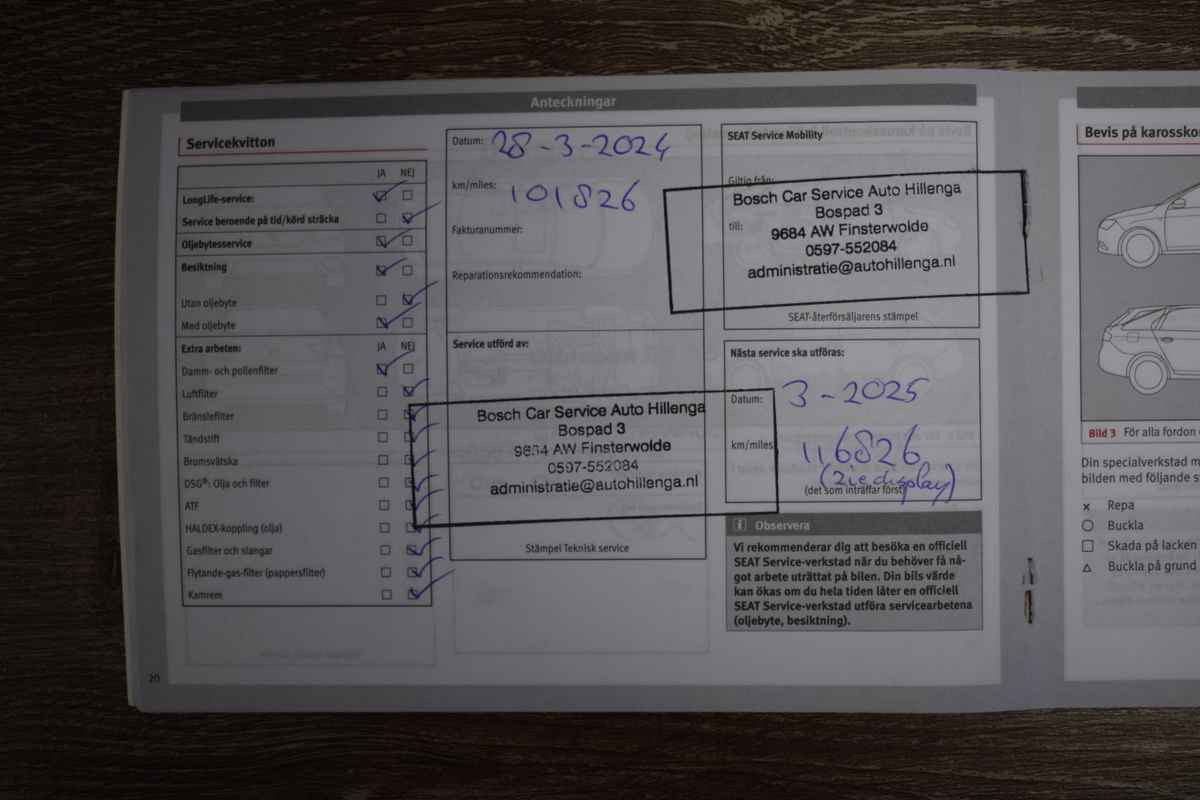 Anteckningar
Servicekvitton
JA NEJ
LongLife-service:
Service beroende på tid/körd sträcka
Oljebytesservice
Besiktning
Utan oljebyte
Med oljebyte
Extra arbeten: JA NEJ
Damm- och pollenfilter
Luftfilter
Bränslefilter
Tändstift
Bromsvätska
DSG®: Olja och filter
ATF
HALDEX-koppling (olja)
Gasfilter och slangar
Flytande-gas-filter (pappersfilter)
Kamrem
20
Datum: 28-3-2024
km/miles: 101826
Fakturanummer:
Reparationsrekommendation:
Service utförd av:
Bosch Car Service Auto Hillenga
Bospad 3
9684 AW Finsterwolde
0597-552084
administratie@autohillenga.nl
Stämpel Teknisk service
SEAT Service Mobility
Giltig från:
till:
Bosch Car Service Auto Hillenga
Bospad 3
9684 AW Finsterwolde
0597-552084
administratie@autohillenga.nl
SEAT-återförsäljarens stämpel
Nästa service ska utföras:
Datum: 3-2025
km/miles 116826
(Zie display)
(det som inträffar först)
i Observera
Vi rekommenderar dig att besöka en officiell
SEAT Service-verkstad när du behöver få nå-
got arbete uträttat på bilen. Din bils värde
kan ökas om du hela tiden låter en officiell
SEAT Service-verkstad utföra servicearbetena
(oljebyte, besiktning).
Bevis på karossko
Bild 3 För alla fordon
Din specialverkstad m
bilden med följande s
Repa
Buckla
Skada på lacken
Buckla på grund